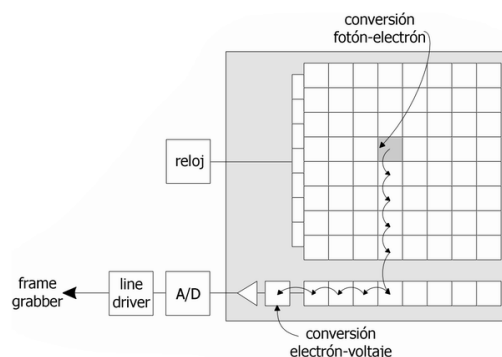 conversión
fotón-electrón
reloj
frame
grabber
line
driver
A/D
conversión
electrón-voltaje